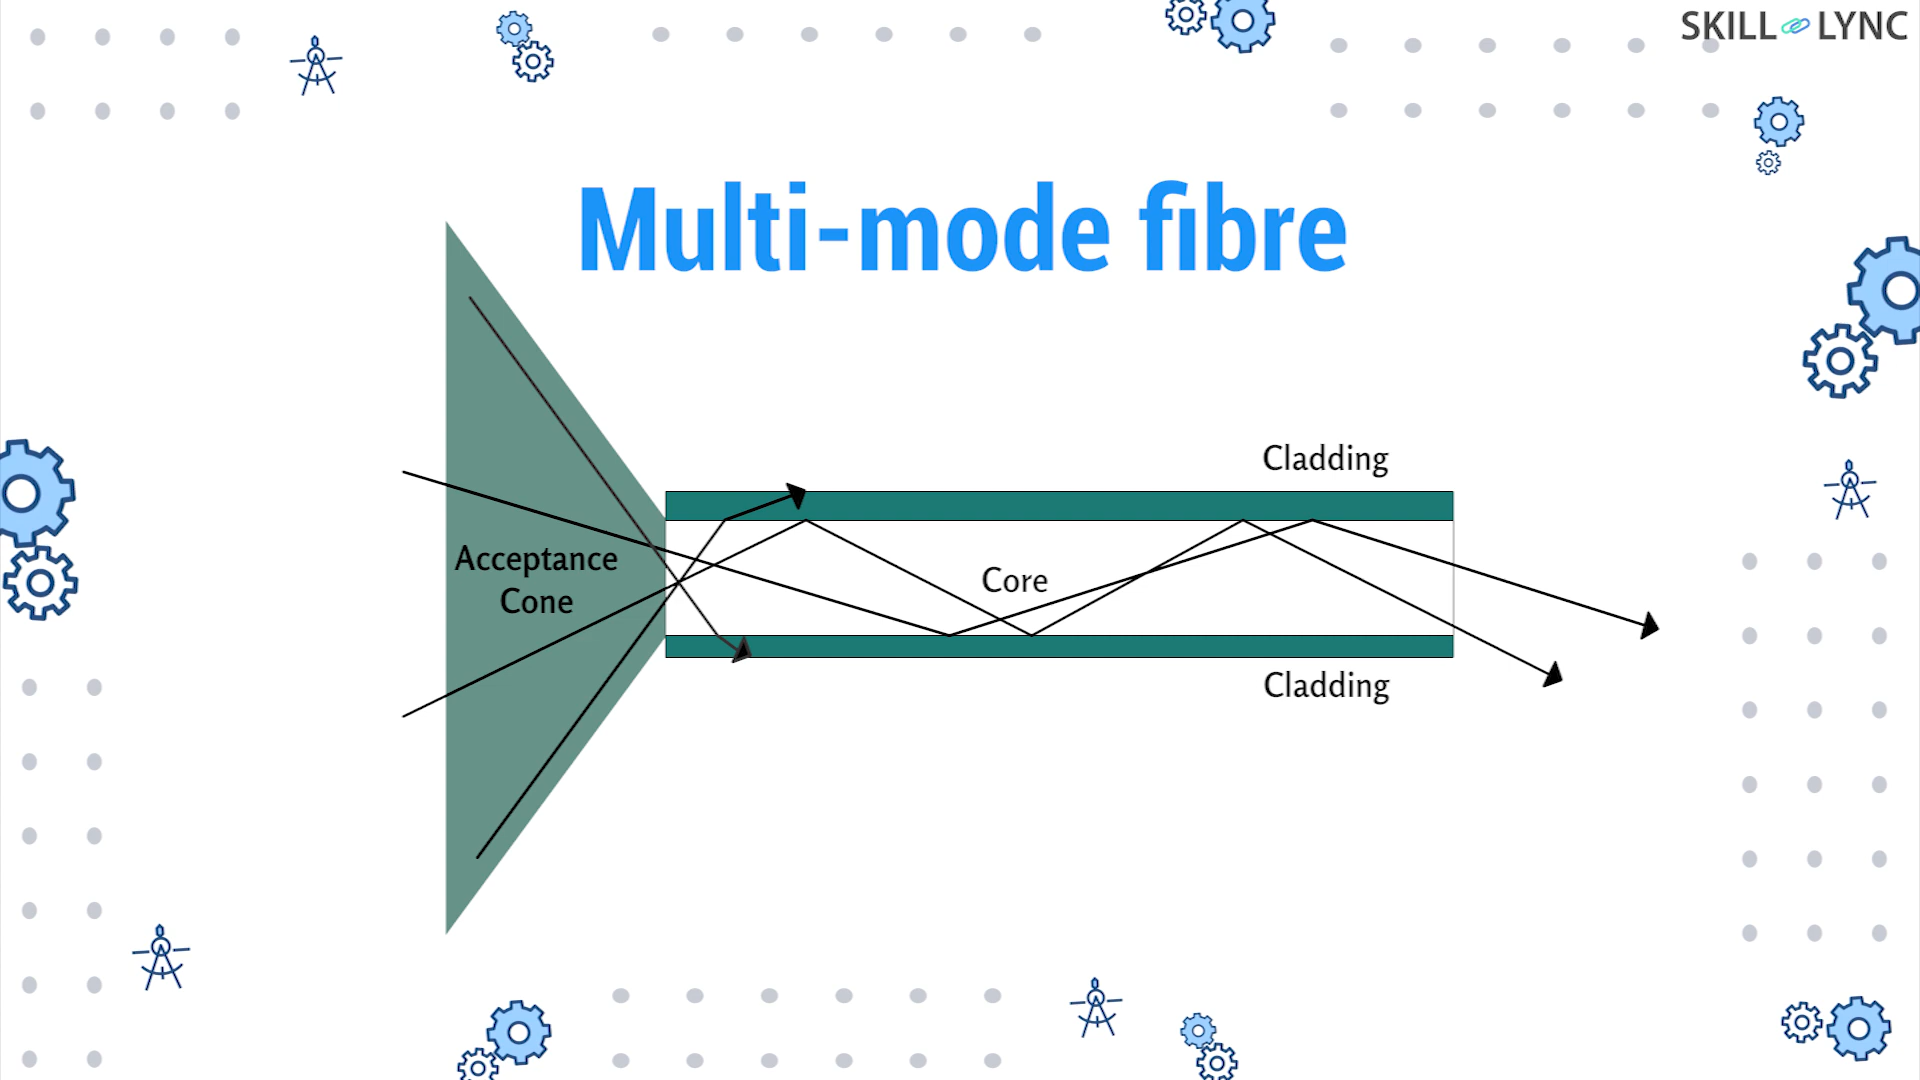 SKILL LYNC
Multi-mode fibre
Cladding
Acceptance
Cone
Core
Cladding